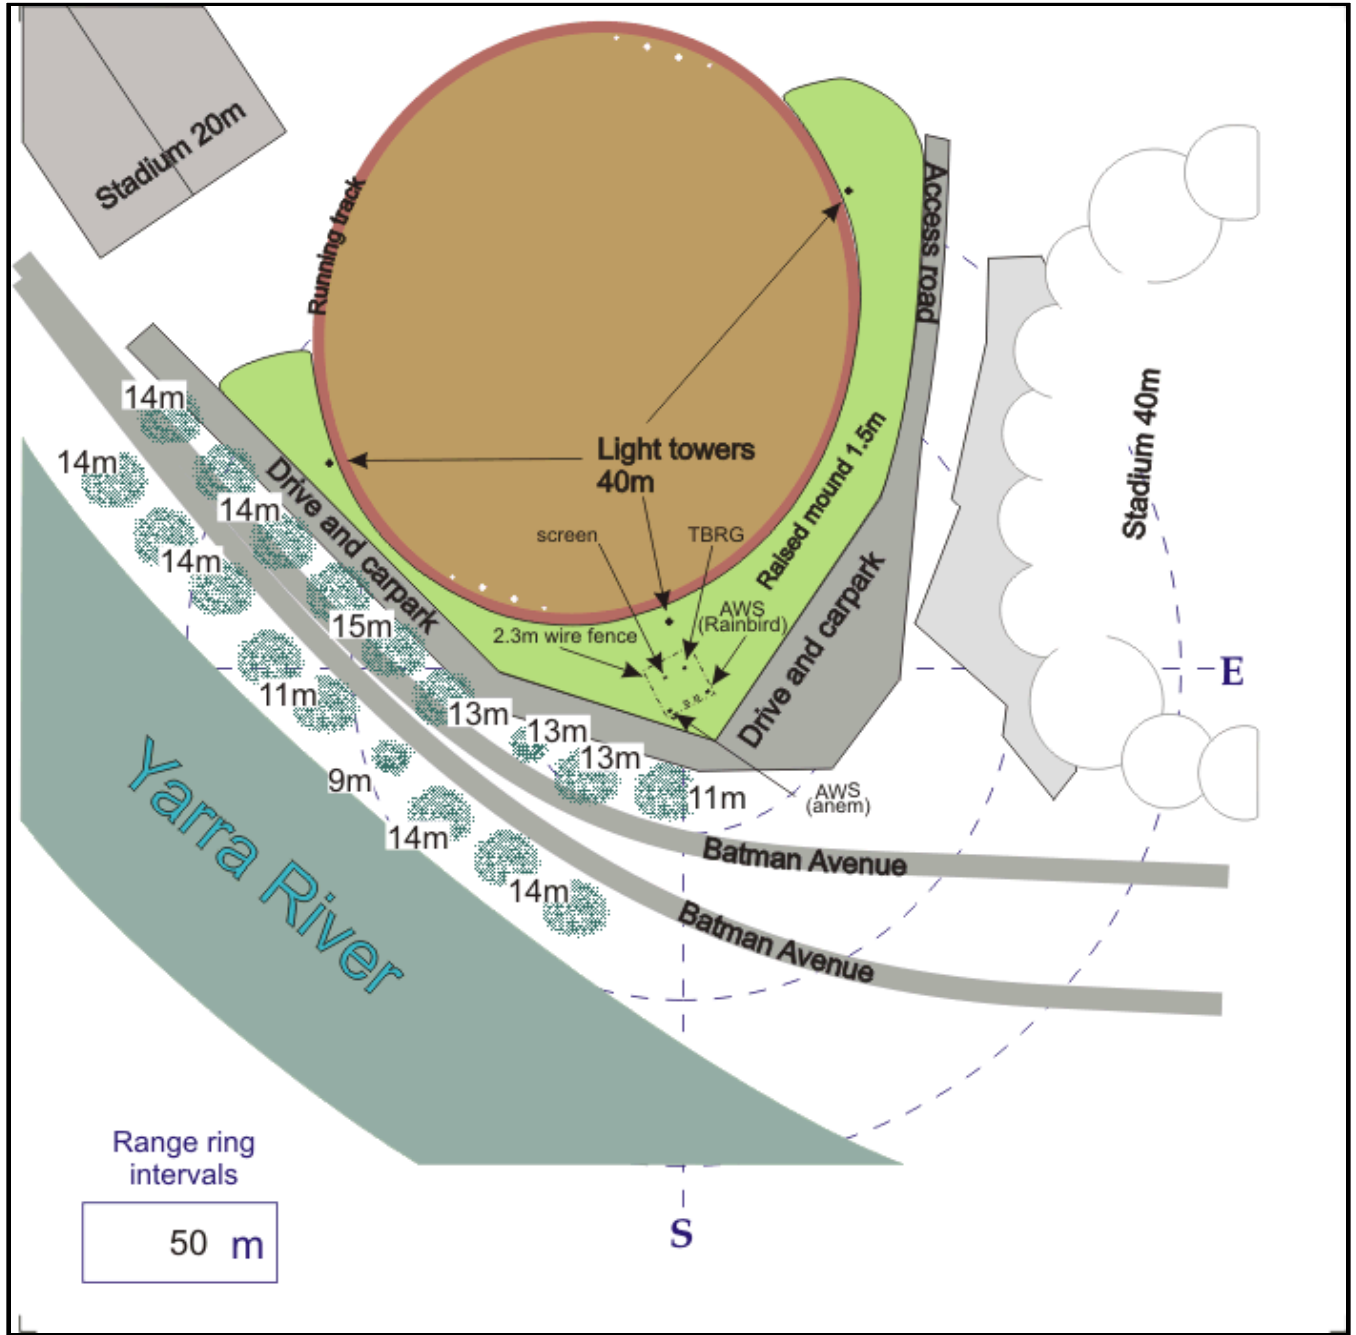 Stadium 20m
Running track
Access road
14m
Light towers
40m
Stadium 40m
Raised mound 1.5m
14m
Drive and carpark
14m
screen
TBRG
14m
AWS
(Rainbird)
15m
2.3m wire fence
Drive and carpark
E
11m
13m
13m
13m
9m
11m
AWS
(anem)
14m
Batman Avenue
14m
Batman Avenue
Yarra River
Range ring
intervals
50 m
S